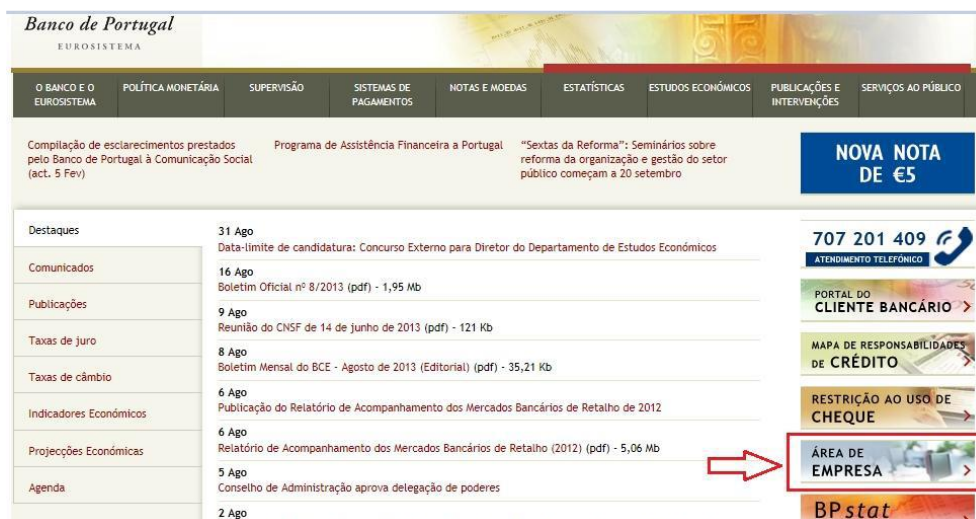 Banco de Portugal
EUROSISTEMA
O BANCO E O
EUROSISTEMA
POLÍTICA MONETÁRIA
SUPERVISÃO
SISTEMAS DE
PAGAMENTOS
NOTAS E MOEDAS
ESTATÍSTICAS
ESTUDOS ECONÓMICOS
PUBLICAÇÕES E
INTERVENÇÕES
SERVIÇOS AO PÚBLICO
Compilação de esclarecimentos prestados
pelo Banco de Portugal à Comunicação Social
(act. 5 Fev)
Programa de Assistência Financeira a Portugal
"Sextas da Reforma": Seminários sobre
reforma da organização e gestão do setor
público começam a 20 setembro
NOVA NOTA
DE €5
Destaques
Comunicados
Publicações
Taxas de juro
Taxas de câmbio
Indicadores Económicos
Projecções Económicas
Agenda
31 Ago
Data-limite de candidatura: Concurso Externo para Diretor do Departamento de Estudos Económicos
16 Ago
Boletim Oficial nº 8/2013 (pdf) - 1,95 Mb
9 Ago
Reunião do CNSF de 14 de junho de 2013 (pdf) - 121 Kb
8 Ago
Boletim Mensal do BCE - Agosto de 2013 (Editorial) (pdf) - 35,21 Kb
6 Ago
Publicação do Relatório de Acompanhamento dos Mercados Bancários de Retalho de 2012
6 Ago
Relatório de Acompanhamento dos Mercados Bancários de Retalho (2012) (pdf) - 5,06 Mb
5 Ago
Conselho de Administração aprova delegação de poderes
2 Ago
707 201 409
ATENDIMENTO TELEFÓNICO
PORTAL DO
CLIENTE BANCÁRIO
MAPA DE RESPONSABILIDADES
DE CRÉDITO
RESTRIÇÃO AO USO DE
CHEQUE
ÁREA DE
EMPRESA
BPstat